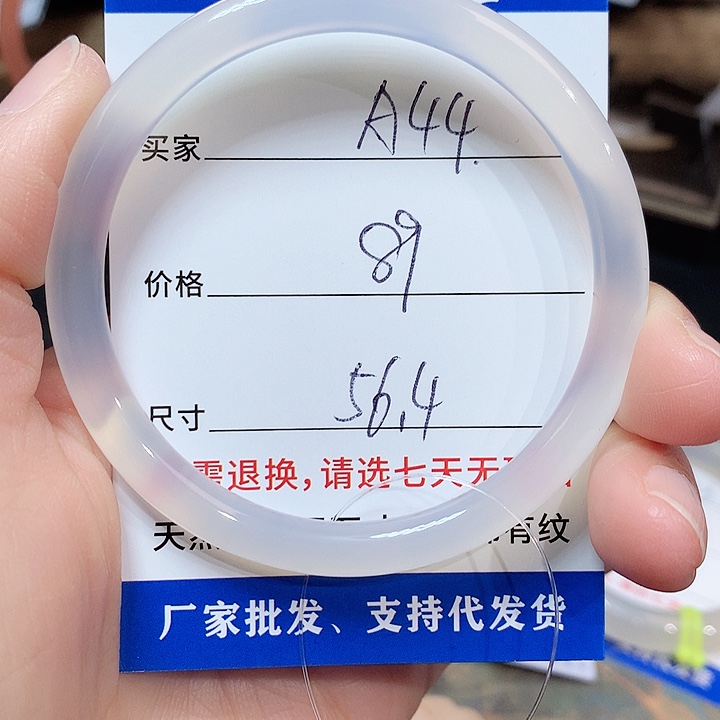 买家 A44.
价格 89
尺寸 56.4
需退换,请选七天无
天然 有纹
厂家批发、支持代发货